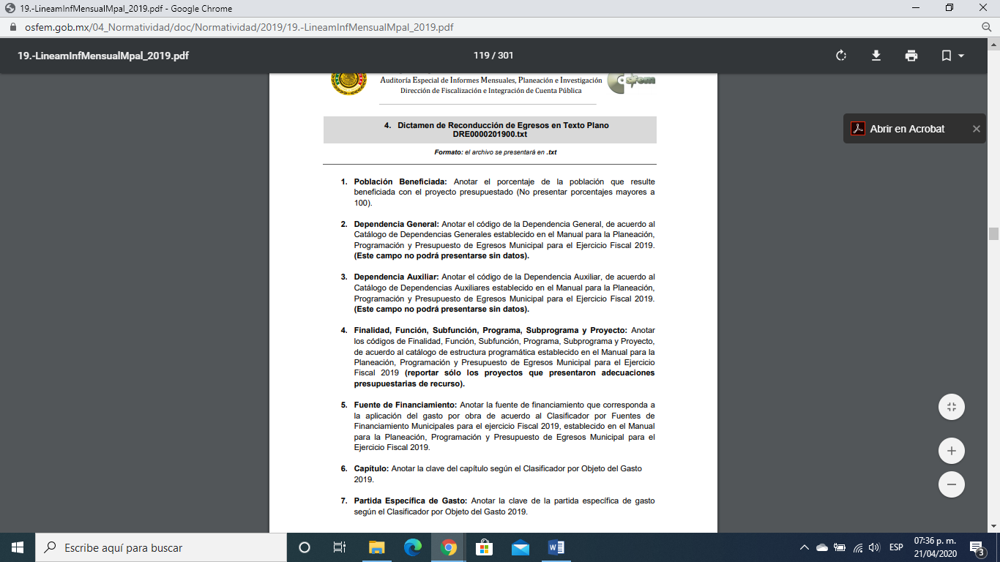 19.-LineamInfMensualMpal_2019.pdf - Google Chrome
osfem.gob.mx/04_Normatividad/doc/Normatividad/2019/19.-LineamInfMensualMpal_2019.pdf
19.-LineamInfMensualMpal_2019.pdf
119 / 301
Auditoría Especial de Informes Mensuales, Planeación e Investigación
Dirección de Fiscalización e Integración de Cuenta Pública
osfem
Abrir en Acrobat
4. Dictamen de Reconducción de Egresos en Texto Plano
DRE0000201900.txt
Formato: el archivo se presentará en .txt
1. Población Beneficiada: Anotar el porcentaje de la población que resulte
beneficiada con el proyecto presupuestado (No presentar porcentajes mayores a
100).
2. Dependencia General: Anotar el código de la Dependencia General, de acuerdo al
Catálogo de Dependencias Generales establecido en el Manual para la Planeación,
Programación y Presupuesto de Egresos Municipal para el Ejercicio Fiscal 2019.
(Este campo no podrá presentarse sin datos).
3. Dependencia Auxiliar: Anotar el código de la Dependencia Auxiliar, de acuerdo al
Catálogo de Dependencias Auxiliares establecido en el Manual para la Planeación,
Programación y Presupuesto de Egresos Municipal para el Ejercicio Fiscal 2019.
(Este campo no podrá presentarse sin datos).
4. Finalidad, Función, Subfunción, Programa, Subprograma y Proyecto: Anotar
los códigos de Finalidad, Función, Subfunción, Programa, Subprograma y Proyecto,
de acuerdo al catálogo de estructura programática establecido en el Manual para la
Planeación, Programación y Presupuesto de Egresos Municipal para el Ejercicio
Fiscal 2019 (reportar sólo los proyectos que presentaron adecuaciones
presupuestarias de recurso).
5. Fuente de Financiamiento: Anotar la fuente de financiamiento que corresponda a
la aplicación del gasto por obra de acuerdo al Clasificador por Fuentes de
Financiamiento Municipales para el ejercicio Fiscal 2019, establecido en el Manual
para la Planeación, Programación y Presupuesto de Egresos Municipal para el
Ejercicio Fiscal 2019.
6. Capítulo: Anotar la clave del capítulo según el Clasificador por Objeto del Gasto
2019.
7. Partida Específica de Gasto: Anotar la clave de la partida específica de gasto
según el Clasificador por Objeto del Gasto 2019.
Escribe aquí para buscar
ESP
07:36 p. m.
21/04/2020
3